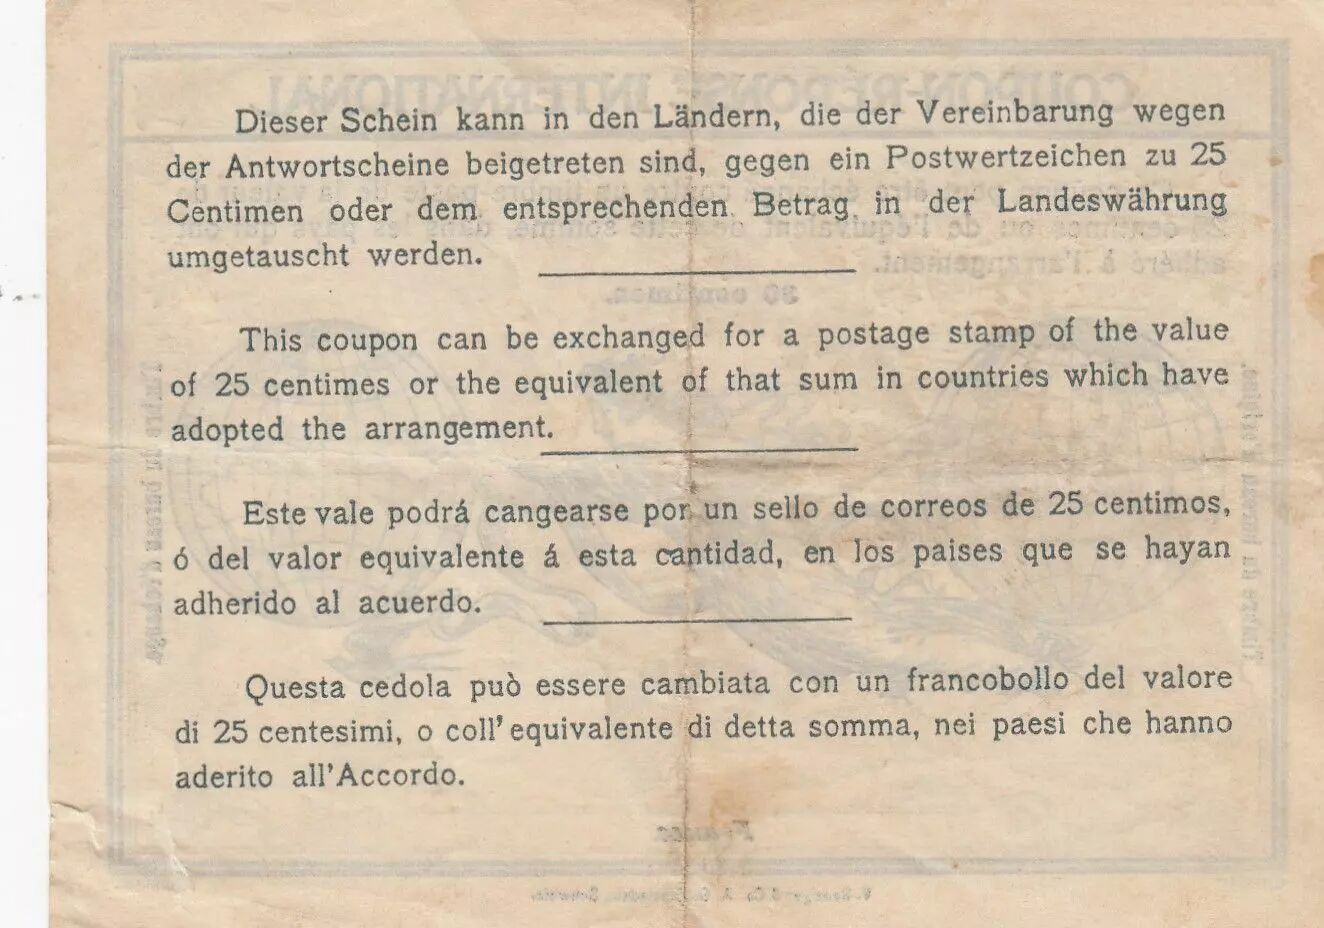 Dieser Schein kann in den Ländern, die der Vereinbarung wegen
der Antwortscheine beigetreten sind, gegen ein Postwertzeichen zu 25
Centimen oder dem entsprechenden Betrag in der Landeswährung
umgetauscht werden.
This coupon can be exchanged for a postage stamp of the value
of 25 centimes or the equivalent of that sum in countries which have
adopted the arrangement.
Este vale podrá cangearse por un sello de correos de 25 centimos,
ó del valor equivalente á esta cantidad, en los paises que se hayan
adherido al acuerdo.
Questa cedola può essere cambiata con un francobollo del valore
di 25 centesimi, o coll' equivalente di detta somma, nei paesi che hanno
aderito all'Accordo.